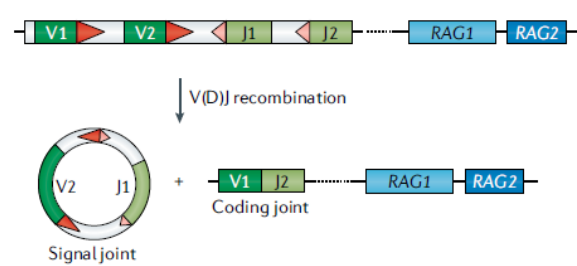 V1 V2 J1 J2 RAG1 RAG2
V(D)J recombination
V2 J1 + V1 J2 RAG1 RAG2
Coding joint
Signal joint